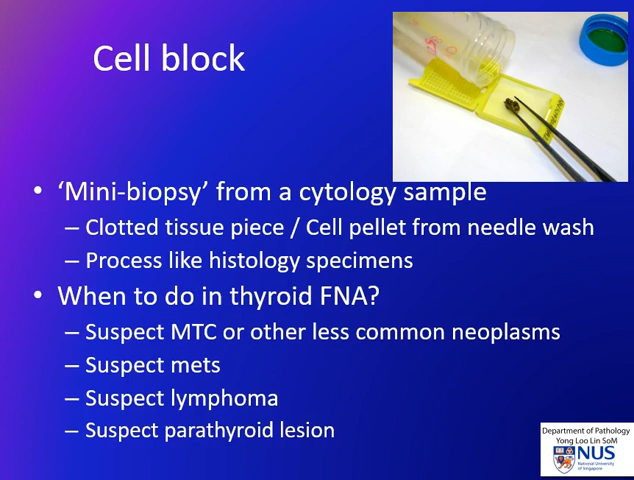 Cell block
• ‘Mini-biopsy’ from a cytology sample
– Clotted tissue piece / Cell pellet from needle wash
– Process like histology specimens
• When to do in thyroid FNA?
– Suspect MTC or other less common neoplasms
– Suspect mets
– Suspect lymphoma
– Suspect parathyroid lesion
Department of Pathology
Yong Loo Lin SoM
NUS
National University
of Singapore